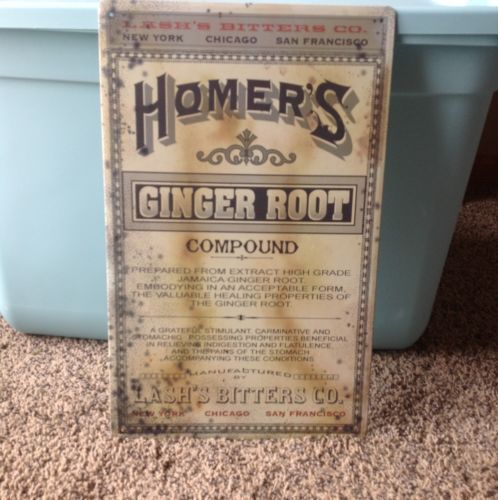 LASH'S BITTERS CO.
NEW YORK CHICAGO SAN FRANCISCO
HOMER'S
GINGER ROOT
COMPOUND
PREPARED FROM EXTRACT HIGH GRADE
JAMAICA GINGER ROOT.
EMBODYING IN AN ACCEPTABLE FORM,
THE VALUABLE HEALING PROPERTIES OF
THE GINGER ROOT.
A GRATEFUL STIMULANT, CARMINATIVE AND
STOMACHIC. POSSESSING PROPERTIES BENEFICIAL
IN RELIEVING INDIGESTION AND FLATULENCE,
AND THE PAINS OF THE STOMACH
ACCOMPANYING THESE CONDITIONS
MANUFACTURED
BY
LASH'S BITTERS CO.
NEW YORK CHICAGO SAN FRANCISCO